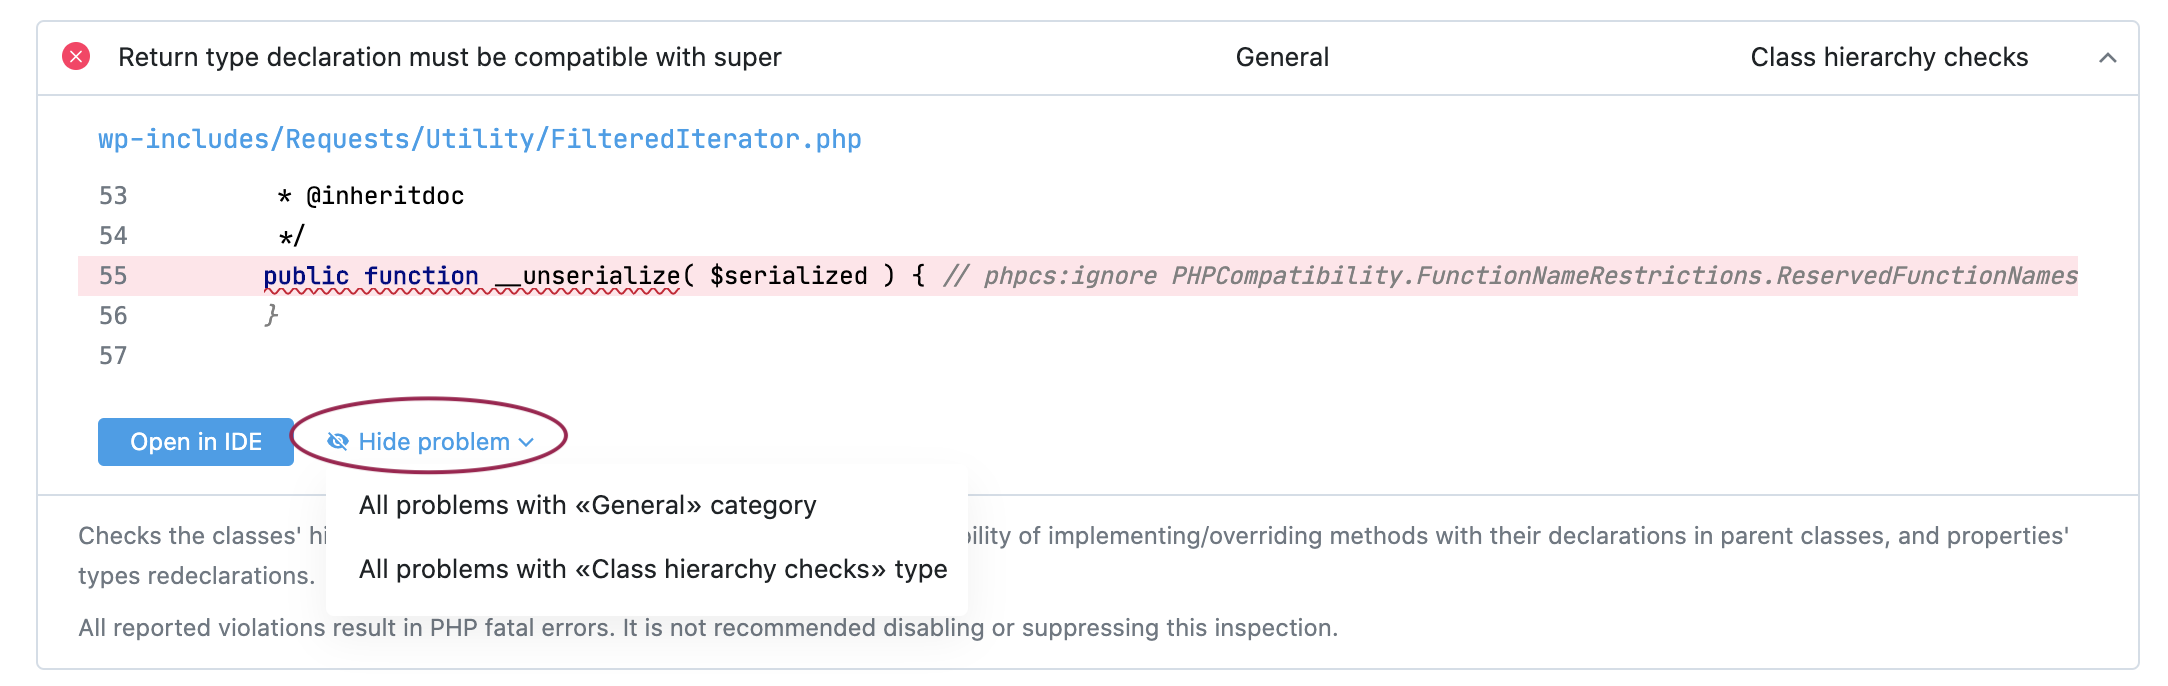 Return type declaration must be compatible with super General Class hierarchy checks
wp-includes/Requests/Utility/FilteredIterator.php
53 * @inheritdoc
54 */
55 public function __unserialize( $serialized ) { // phpcs:ignore PHPCompatibility.FunctionNameRestrictions.ReservedFunctionNames
56 }
57
Open in IDE Hide problem
All problems with «General» category
All problems with «Class hierarchy checks» type
Checks the classes' hi bility of implementing/overriding methods with their declarations in parent classes, and properties'
types redeclarations.
All reported violations result in PHP fatal errors. It is not recommended disabling or suppressing this inspection.